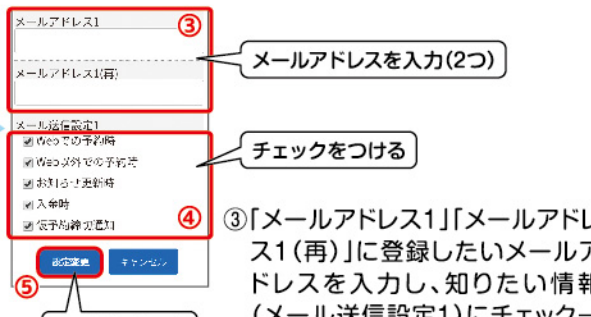 メールアドレス1
③
メールアドレスを入力(2つ)
メールアドレス1(再)
メール送信設定1
Webでの予約時
Web以外での予約時
チェックをつける
お知らせ更新時
入金時
仮予約締切通知
④
設定変更
キャンセル
⑤
③「メールアドレス1」「メールアドレ
ス1(再)」に登録したいメールア
ドレスを入力し、知りたい情報
(メール送信設定1)にチェック